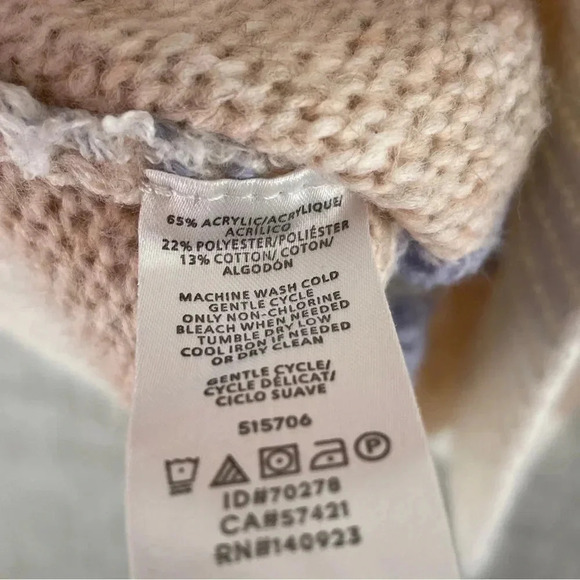 65% ACRYLIC/ACRYLIQUE/
ACRÍLICO
22% POLYESTER/POLIÉSTER
13% COTTON/COTON/
ALGODÓN
MACHINE WASH COLD
GENTLE CYCLE
ONLY NON-CHLORINE
BLEACH WHEN NEEDED
TUMBLE DRY LOW
COOL IRON IF NEEDED
OR DRY CLEAN
GENTLE CYCLE/
CYCLE DÉLICAT/
CICLO SUAVE
515706
P
ID#70278
CA#57421
RN#140923